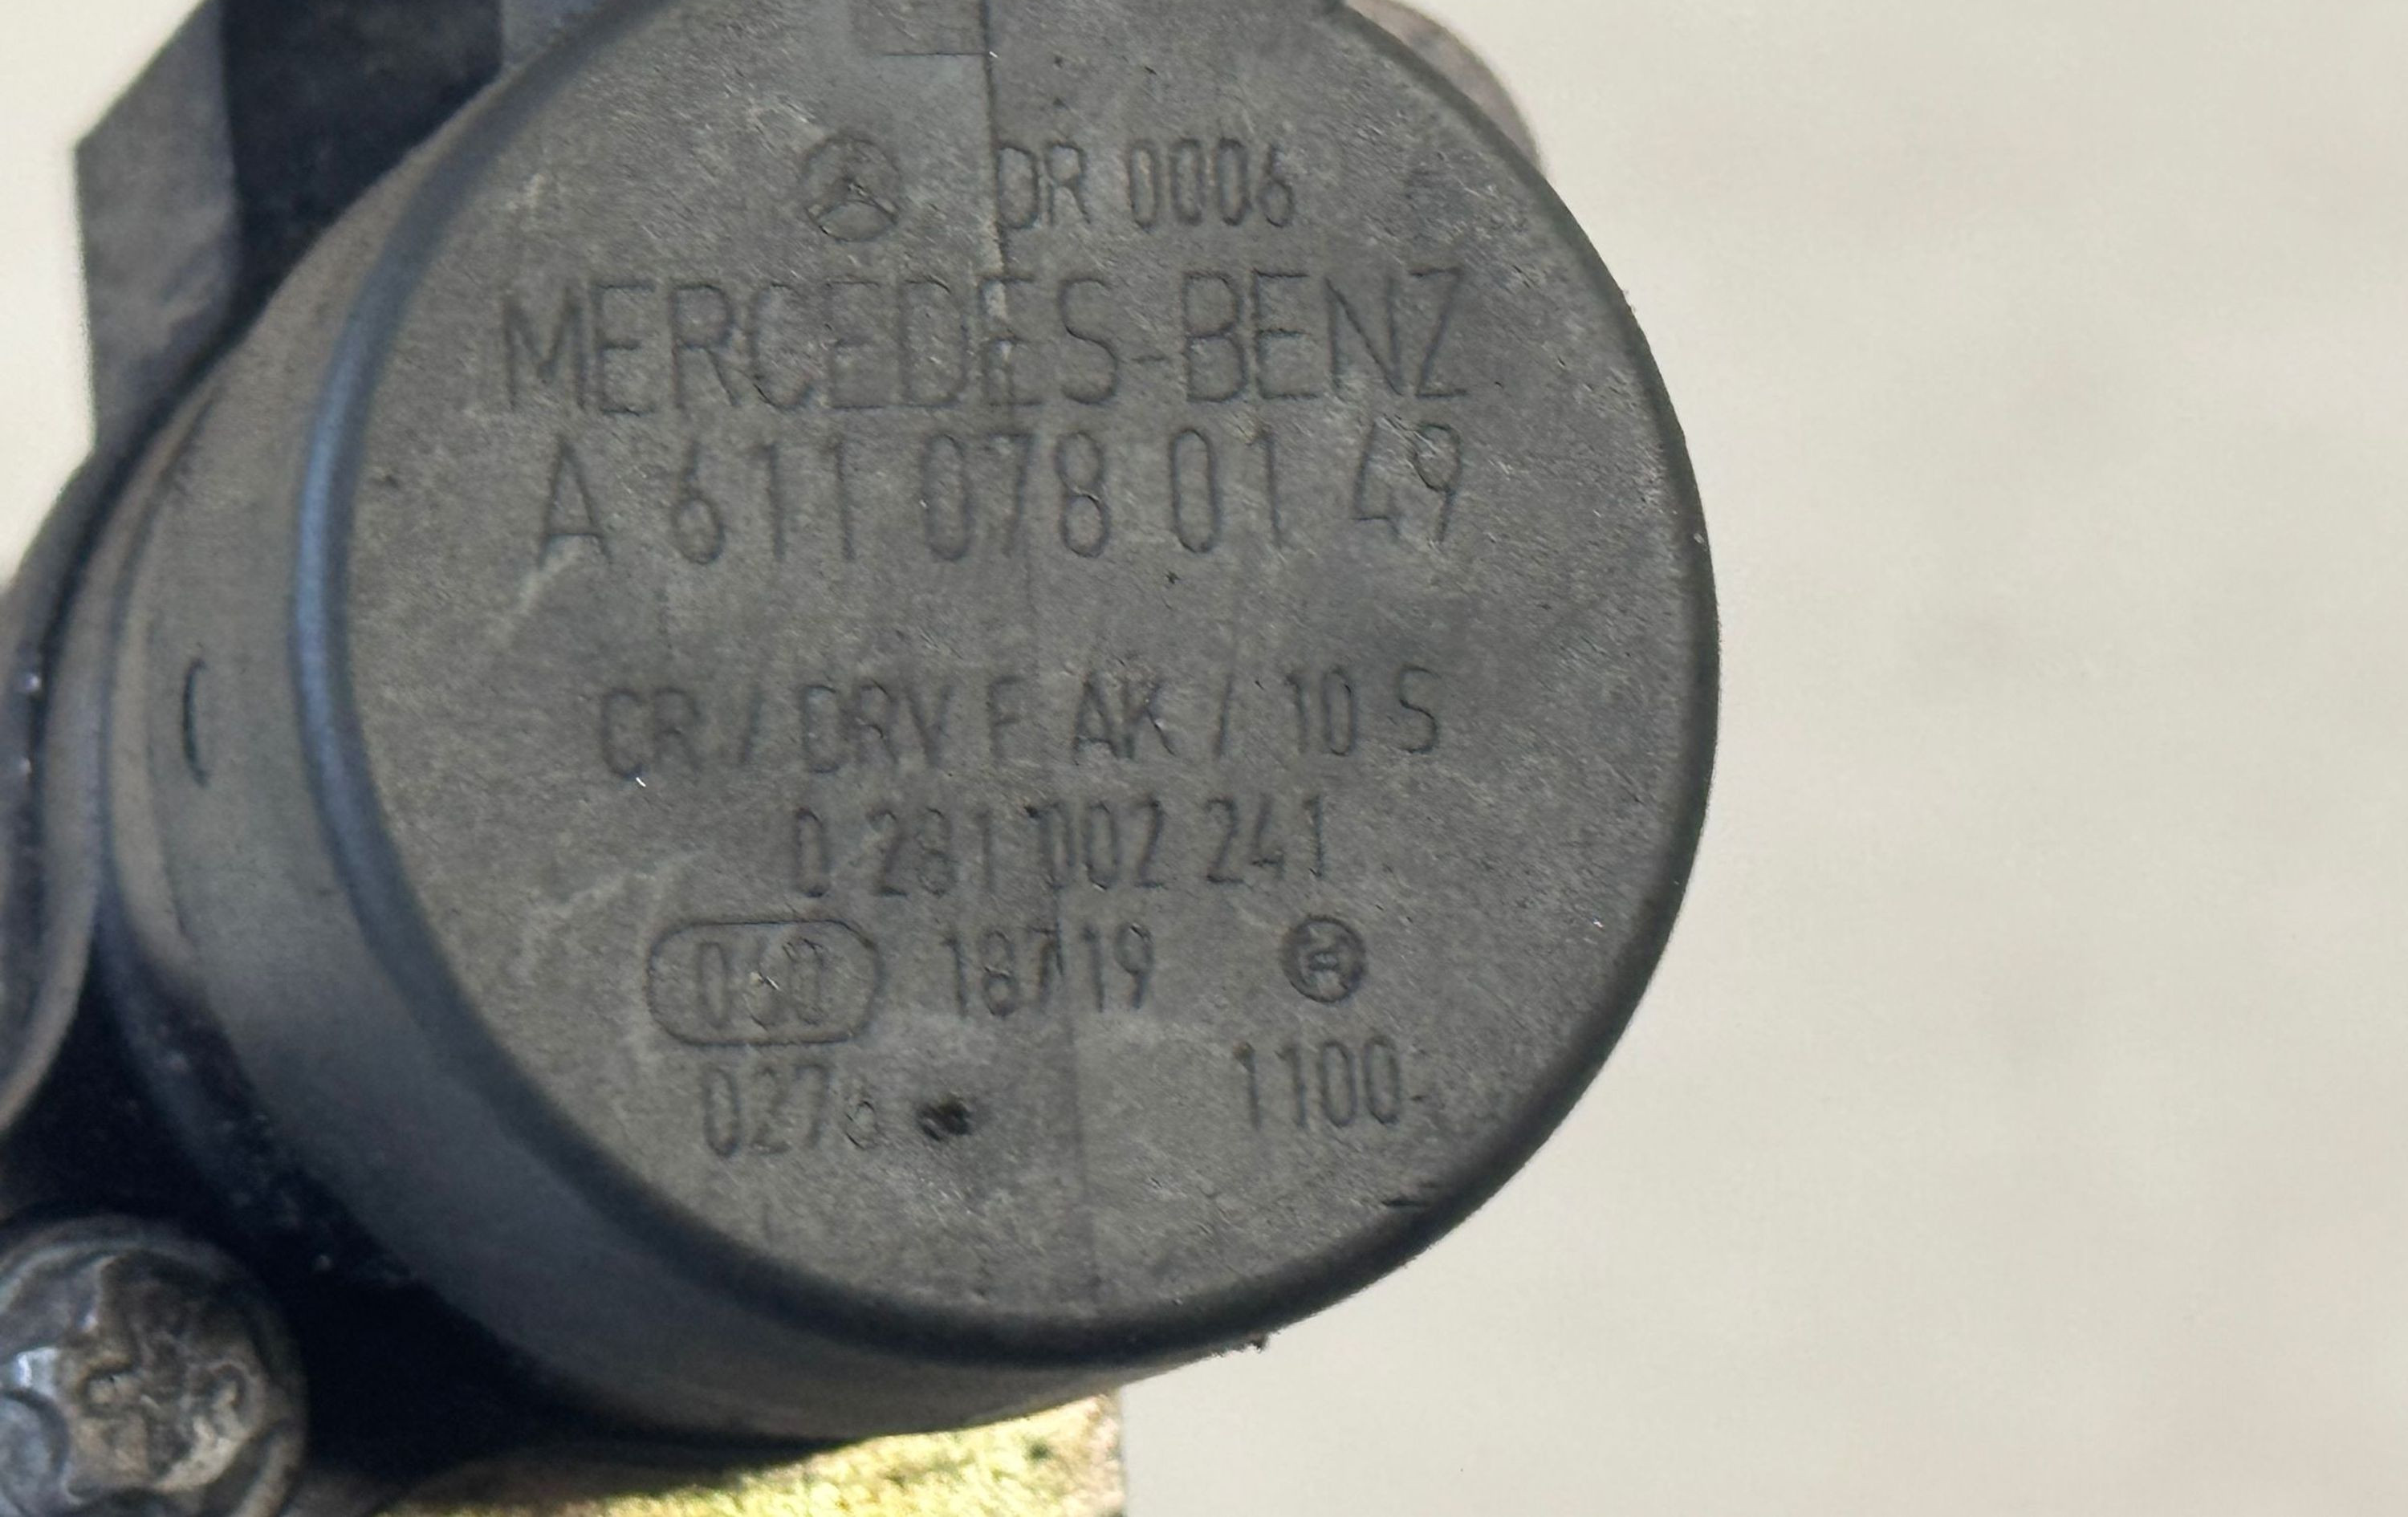 DR 0006
MERCEDES-BENZ
A 611 078 01 49
CR / DRV E AK / 10 S
0 281 002 241
060 18719
0276 1100